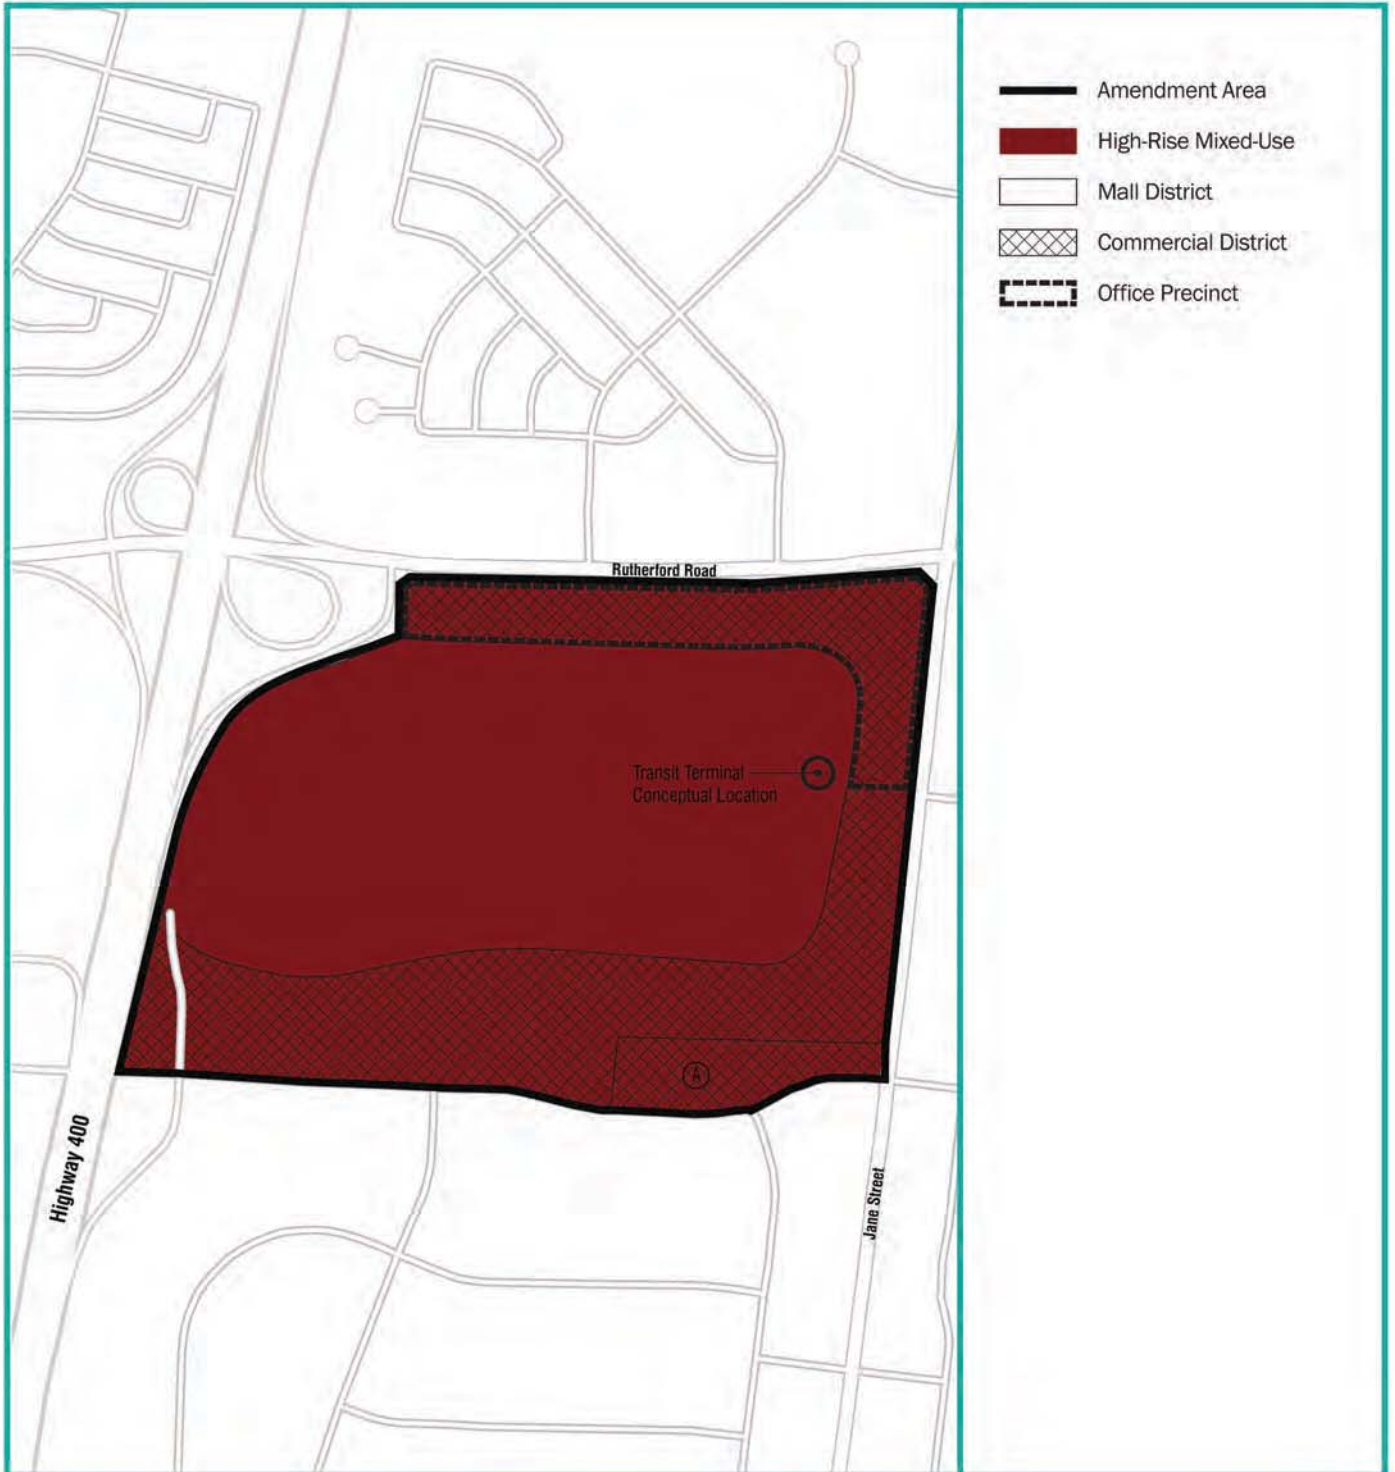 Amendment Area
High-Rise Mixed-Use
Mall District
Commercial District
Office Precinct
Rutherford Road
Transit Terminal
Conceptual Location
A
Highway 400
Jane Street